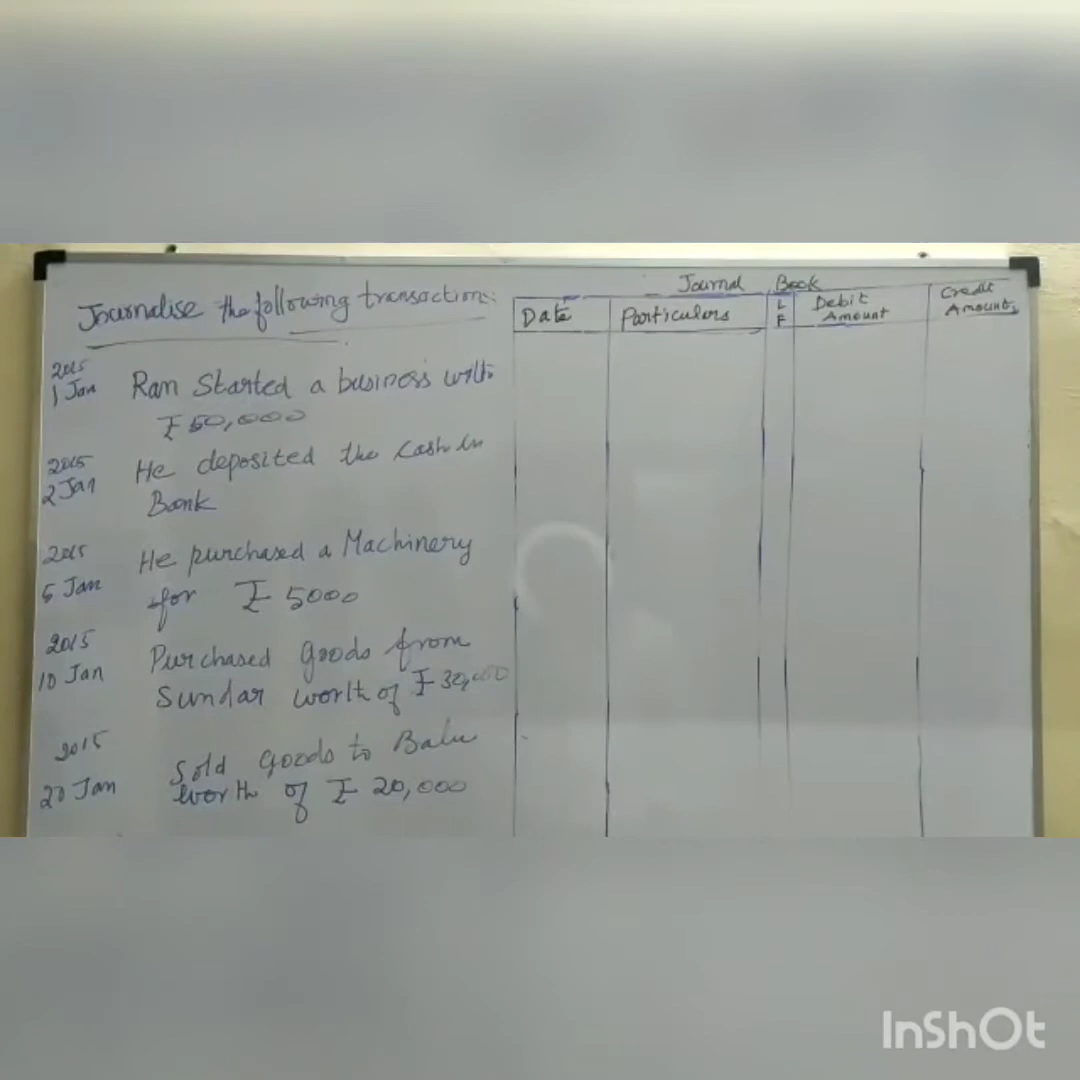 Journalise the following transaction:
2015
1 Jan Ram Started a business with
₹ 50,000
2015
2 Jan He deposited the cash in
Bank
2015
5 Jan He purchased a Machinery
for ₹ 5000
2015
10 Jan Purchased goods from
Sundar worth of ₹ 30,000
2015
20 Jan Sold goods to Balu
worth of ₹ 20,000
Journal Book
Date Particulars L F Debit Amount Credit Amount
InShOt